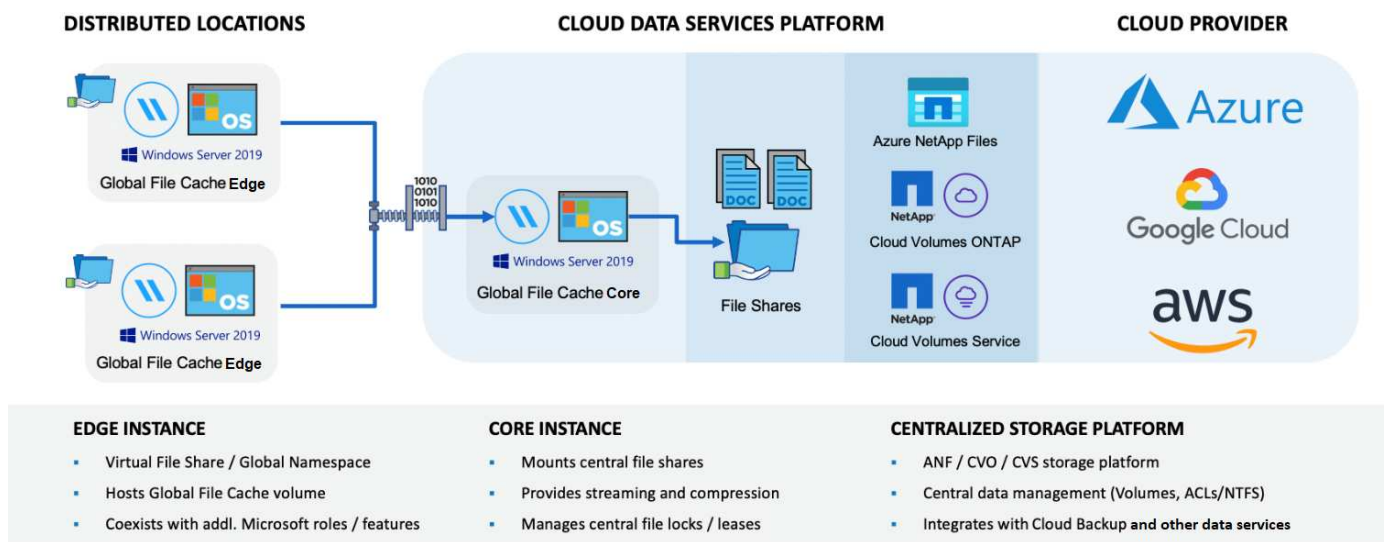 DISTRIBUTED LOCATIONS
CLOUD DATA SERVICES PLATFORM
CLOUD PROVIDER
OS
Windows Server 2019
Global File Cache Edge
OS
Windows Server 2019
Global File Cache Edge
1010
0101
1010
OS
Windows Server 2019
Global File Cache Core
DOC
DOC
File Shares
Azure NetApp Files
NetApp
Cloud Volumes ONTAP
NetApp
Cloud Volumes Service
Azure
Google Cloud
aws
EDGE INSTANCE
▪ Virtual File Share / Global Namespace
▪ Hosts Global File Cache volume
▪ Coexists with addl. Microsoft roles / features
CORE INSTANCE
▪ Mounts central file shares
▪ Provides streaming and compression
▪ Manages central file locks / leases
CENTRALIZED STORAGE PLATFORM
▪ ANF / CVO / CVS storage platform
▪ Central data management (Volumes, ACLs/NTFS)
▪ Integrates with Cloud Backup and other data services